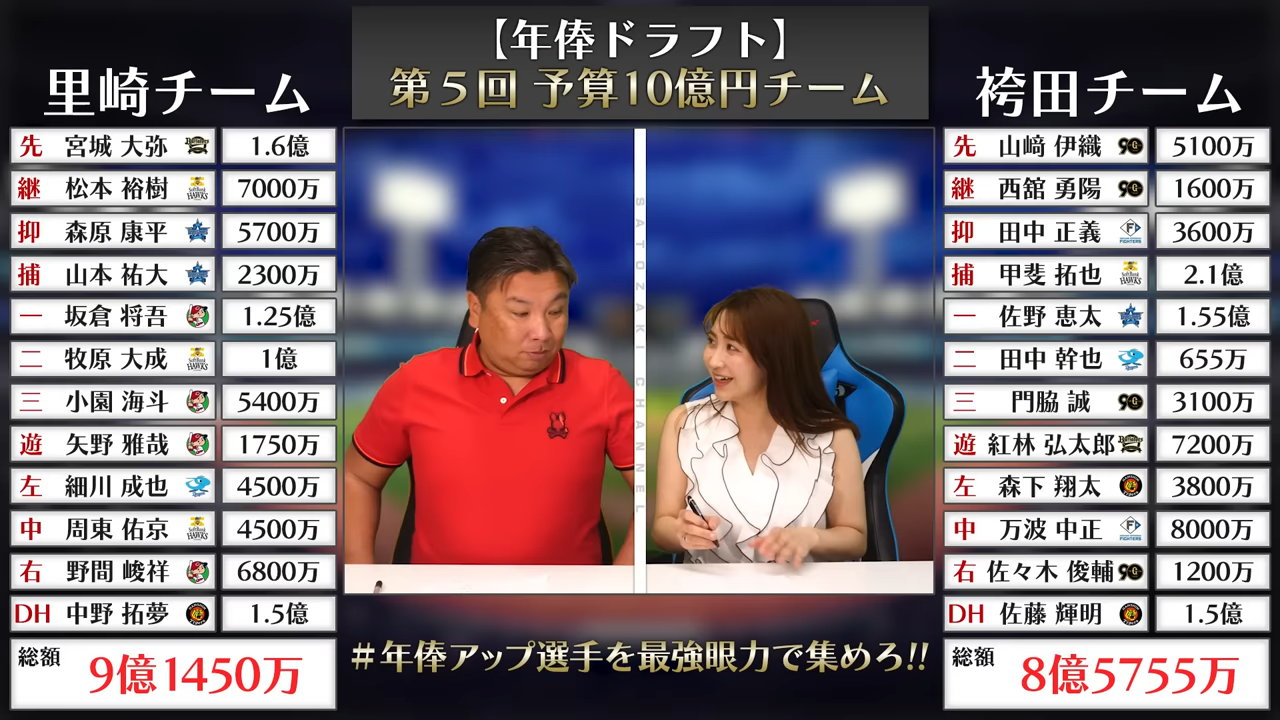 【年俸ドラフト】
第5回 予算10億円チーム
里崎チーム
先 宮城 大弥 1.6億
継 松本 裕樹 7000万
抑 森原 康平 5700万
捕 山本 祐大 2300万
一 坂倉 将吾 1.25億
二 牧原 大成 1億
三 小園 海斗 5400万
遊 矢野 雅哉 1750万
左 細川 成也 4500万
中 周東 佑京 4500万
右 野間 峻祥 6800万
DH 中野 拓夢 1.5億
総額 9億1450万
SATOZAKI CHANNEL
#年俸アップ選手を最強眼力で集めろ!!
袴田チーム
先 山﨑 伊織 5100万
継 西舘 勇陽 1600万
抑 田中 正義 3600万
捕 甲斐 拓也 2.1億
一 佐野 恵太 1.55億
二 田中 幹也 655万
三 門脇 誠 3100万
遊 紅林 弘太郎 7200万
左 森下 翔太 3800万
中 万波 中正 8000万
右 佐々木 俊輔 1200万
DH 佐藤 輝明 1.5億
総額 8億5755万